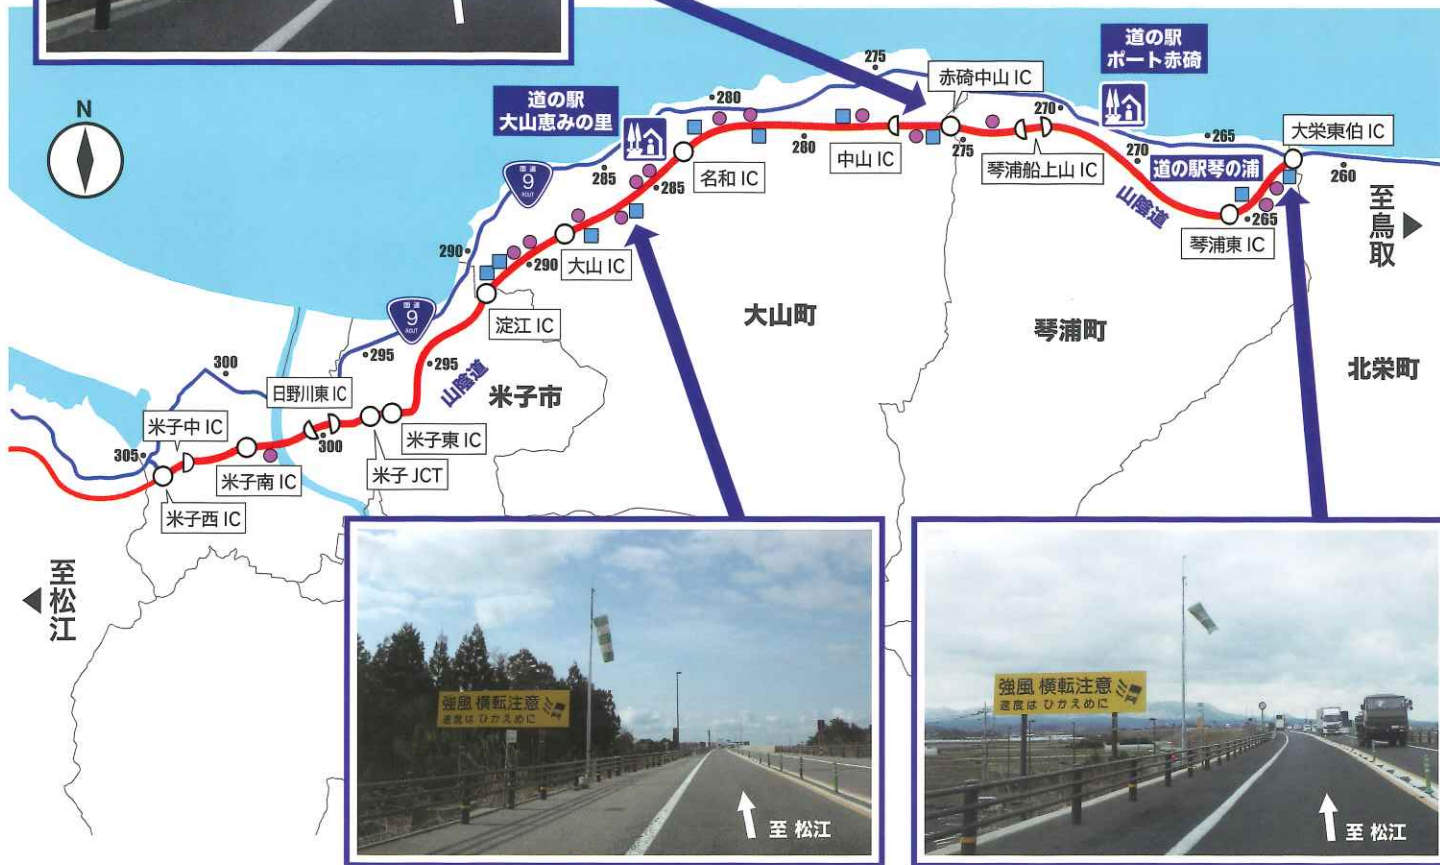 N
道の駅
大山恵みの里
道の駅
ポート赤碕
道の駅琴の浦
国道
9
ROUT
国道
9
ROUT
260
265
270
275
280
285
290
295
300
305
265
270
275
280
285
290
295
300
大栄東伯 IC
琴浦東 IC
琴浦船上山 IC
赤碕中山 IC
中山 IC
名和 IC
大山 IC
淀江 IC
米子東 IC
米子 JCT
日野川東 IC
米子南 IC
米子中 IC
米子西 IC
山陰道
山陰道
米子市
大山町
琴浦町
北栄町
至鳥取
至松江
強風 横転注意
速度は ひかえめに
至 松江
強風 横転注意
速度は ひかえめに
至 松江